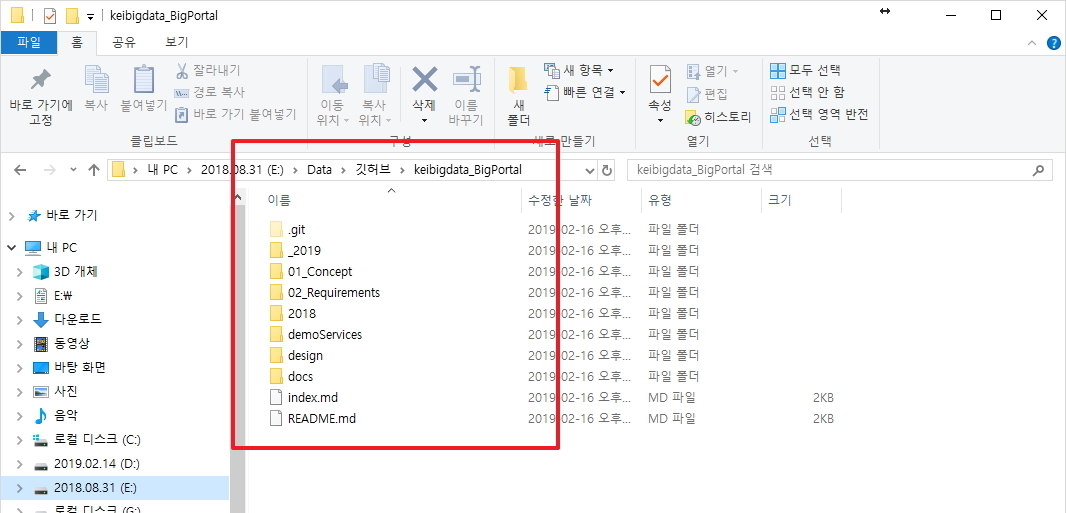 keibigdata_BigPortal
파일 홈 공유 보기
바로 가기에 고정
복사
붙여넣기
잘라내기
경로 복사
바로 가기 붙여넣기
클립보드
이동 위치
복사 위치
삭제
이름 바꾸기
구성
새 폴더
새 항목
빠른 연결
새로 만들기
속성
열기
편집
히스토리
열기
모두 선택
선택 안 함
선택 영역 반전
선택
내 PC > 2018.08.31 (E:) > Data > 깃허브 > keibigdata_BigPortal
keibigdata_BigPortal 검색
이름 수정한 날짜 유형 크기
.git 2019-02-16 오후... 파일 폴더
_2019 2019-02-16 오후... 파일 폴더
01_Concept 2019-02-16 오후... 파일 폴더
02_Requirements 2019-02-16 오후... 파일 폴더
2018 2019-02-16 오후... 파일 폴더
demoServices 2019-02-16 오후... 파일 폴더
design 2019-02-16 오후... 파일 폴더
docs 2019-02-16 오후... 파일 폴더
index.md 2019-02-16 오후... MD 파일 2KB
README.md 2019-02-16 오후... MD 파일 2KB
바로 가기
내 PC
3D 개체
E:₩
다운로드
동영상
바탕 화면
사진
음악
로컬 디스크 (C:)
2019.02.14 (D:)
2018.08.31 (E:)
로컬 디스크 (G:)